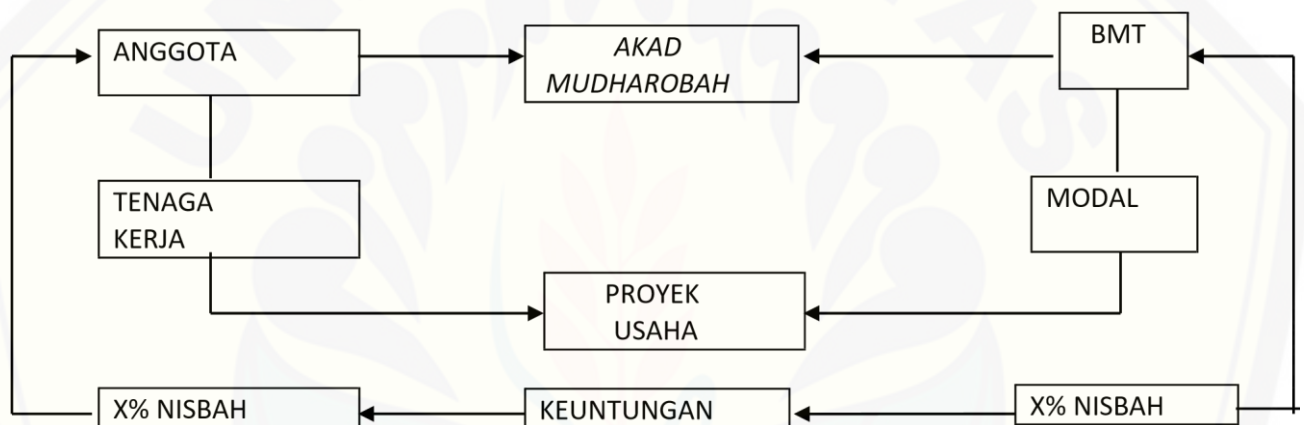 ANGGOTA
AKAD
MUDHAROBAH
BMT
TENAGA
KERJA
MODAL
PROYEK
USAHA
X% NISBAH
KEUNTUNGAN
X% NISBAH